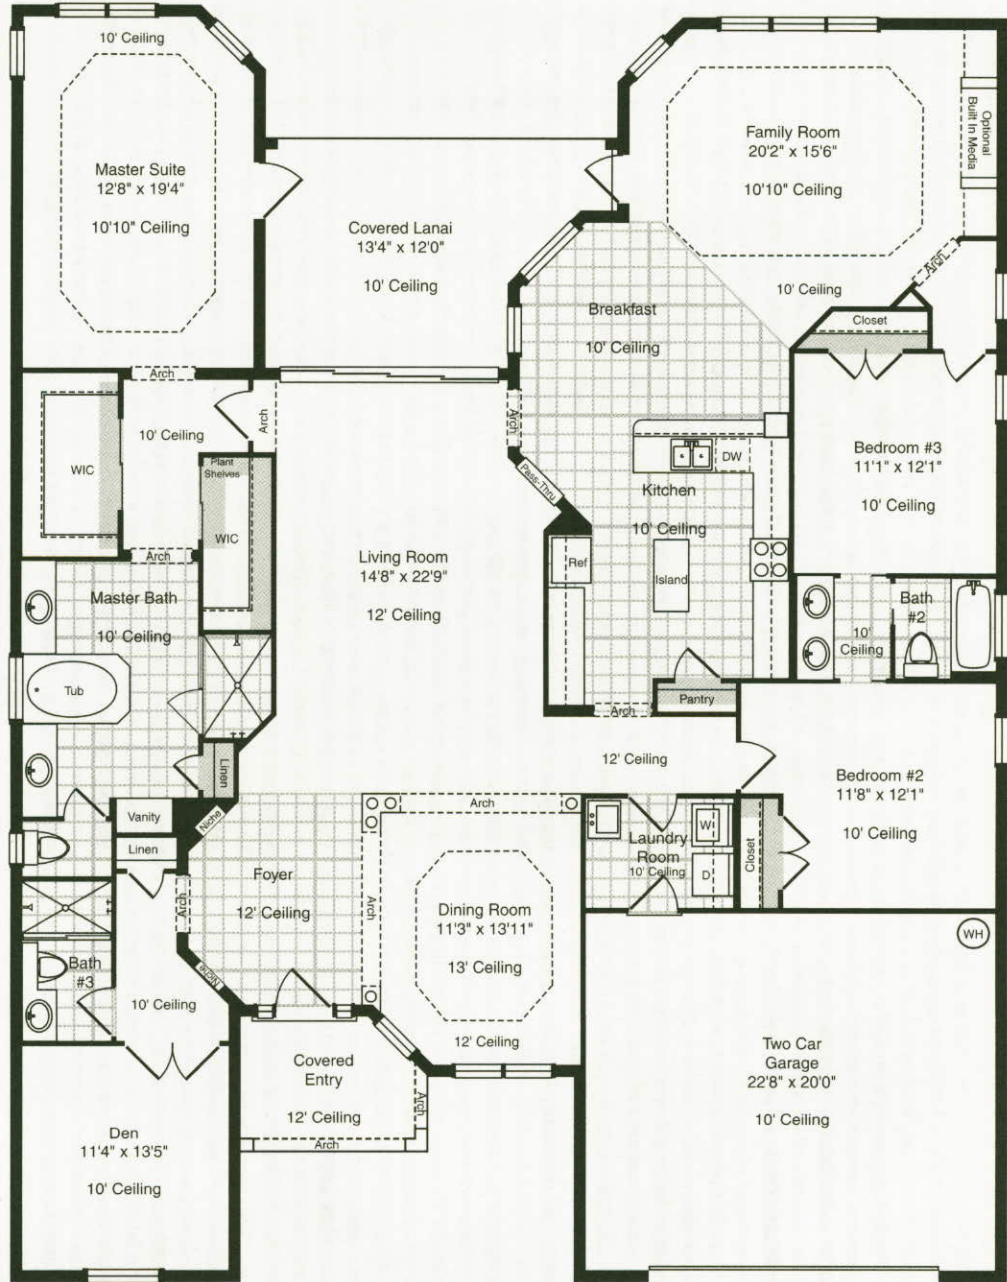 10' Ceiling
Master Suite
12'8" x 19'4"
10'10" Ceiling
Covered Lanai
13'4" x 12'0"
10' Ceiling
Family Room
20'2" x 15'6"
10'10" Ceiling
Optional
Built In Media
Arch
10' Ceiling
Breakfast
10' Ceiling
Closet
Arch
WIC
10' Ceiling
Arch
Plant
Shelves
WIC
Arch
Living Room
14'8" x 22'9"
12' Ceiling
Arch
Pass-Thru
DW
Kitchen
10' Ceiling
Ref
Island
Bedroom #3
11'1" x 12'1"
10' Ceiling
Master Bath
10' Ceiling
Tub
Bath
#2
10'
Ceiling
Pantry
Arch
Linen
12' Ceiling
Bedroom #2
11'8" x 12'1"
10' Ceiling
Vanity
Linen
Niche
Arch
Laundry
Room
10' Ceiling
W
D
Closet
Foyer
12' Ceiling
Arch
Arch
Niche
Dining Room
11'3" x 13'11"
13' Ceiling
12' Ceiling
WH
Bath
#3
10' Ceiling
Covered
Entry
12' Ceiling
Arch
Arch
Two Car
Garage
22'8" x 20'0"
10' Ceiling
Den
11'4" x 13'5"
10' Ceiling